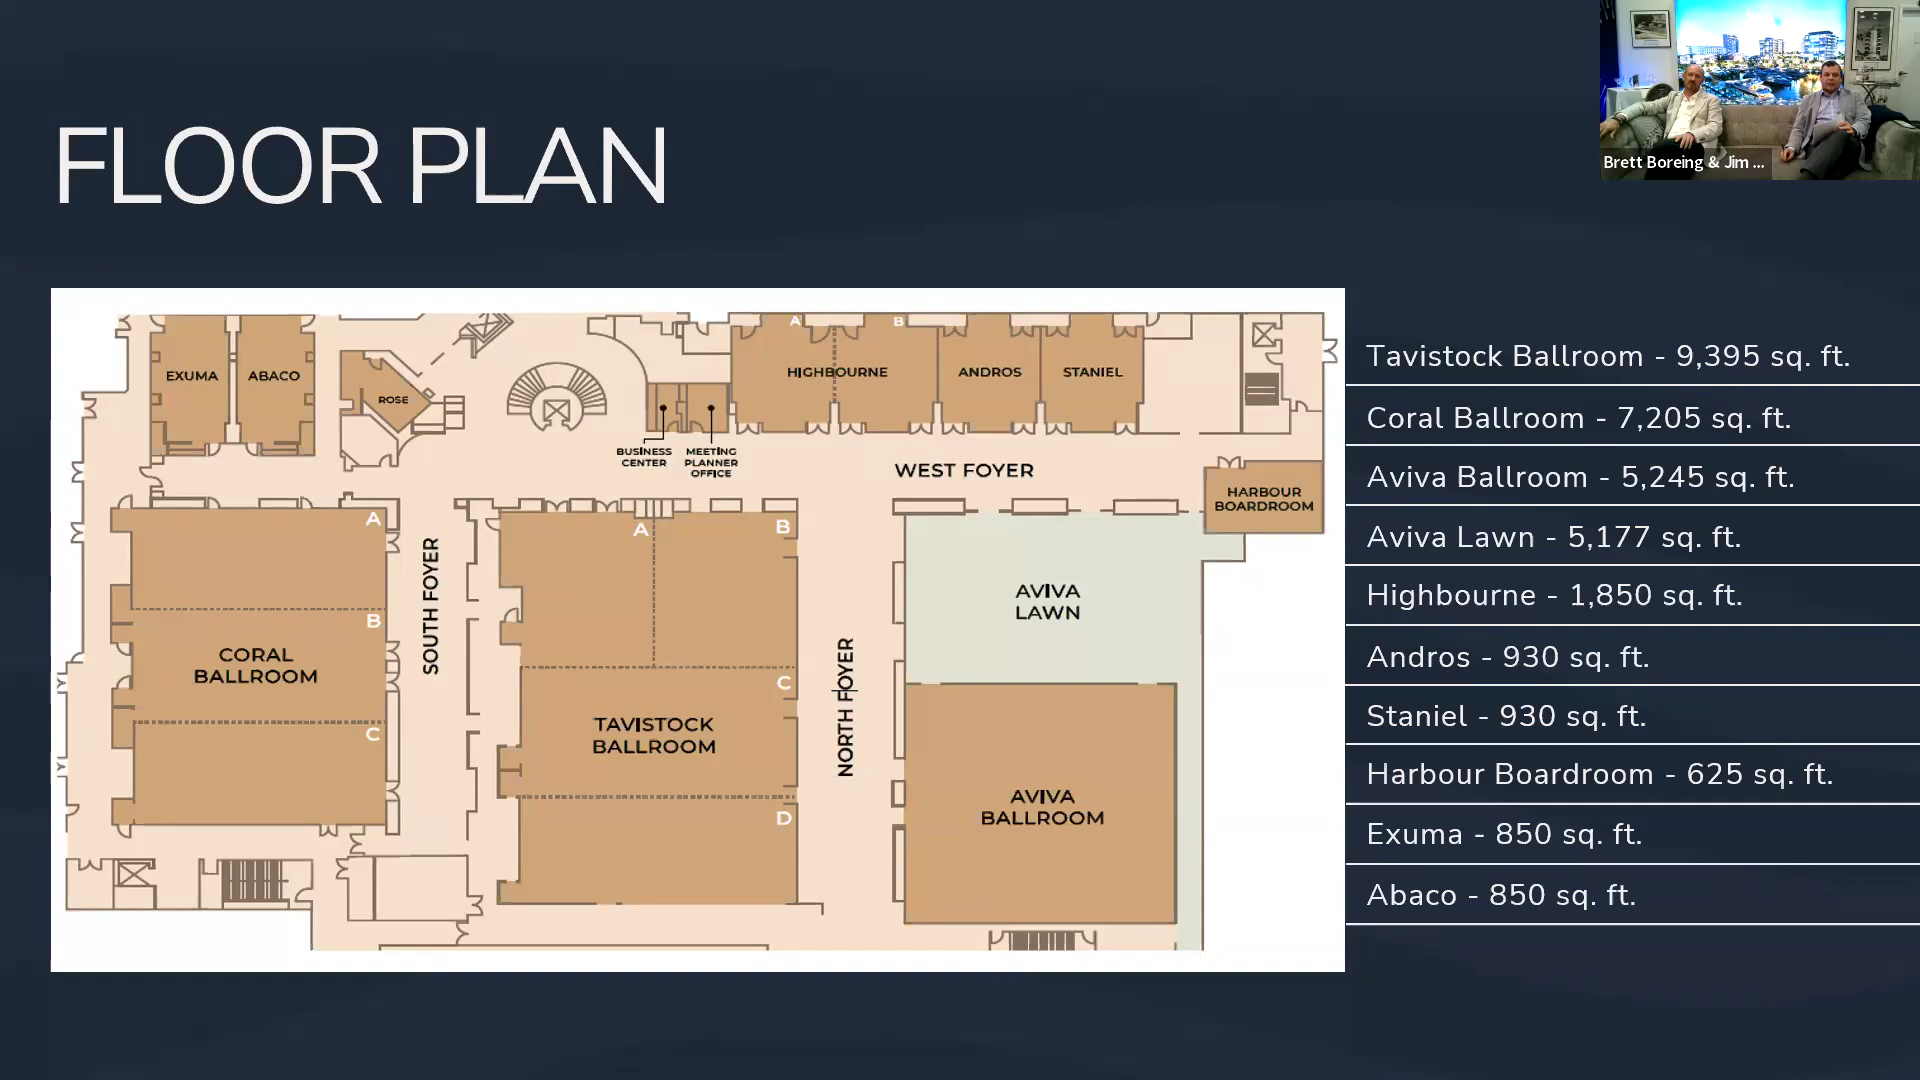 Brett Boreing & Jim ...
FLOOR PLAN
A
B
EXUMA
ABACO
ROSE
HIGHBOURNE
ANDROS
STANIEL
BUSINESS
CENTER
MEETING
PLANNER
OFFICE
WEST FOYER
HARBOUR
BOARDROOM
A
B
C
CORAL
BALLROOM
SOUTH FOYER
A
B
C
D
TAVISTOCK
BALLROOM
NORTH FOYER
AVIVA
LAWN
AVIVA
BALLROOM
Tavistock Ballroom - 9,395 sq. ft.
Coral Ballroom - 7,205 sq. ft.
Aviva Ballroom - 5,245 sq. ft.
Aviva Lawn - 5,177 sq. ft.
Highbourne - 1,850 sq. ft.
Andros - 930 sq. ft.
Staniel - 930 sq. ft.
Harbour Boardroom - 625 sq. ft.
Exuma - 850 sq. ft.
Abaco - 850 sq. ft.